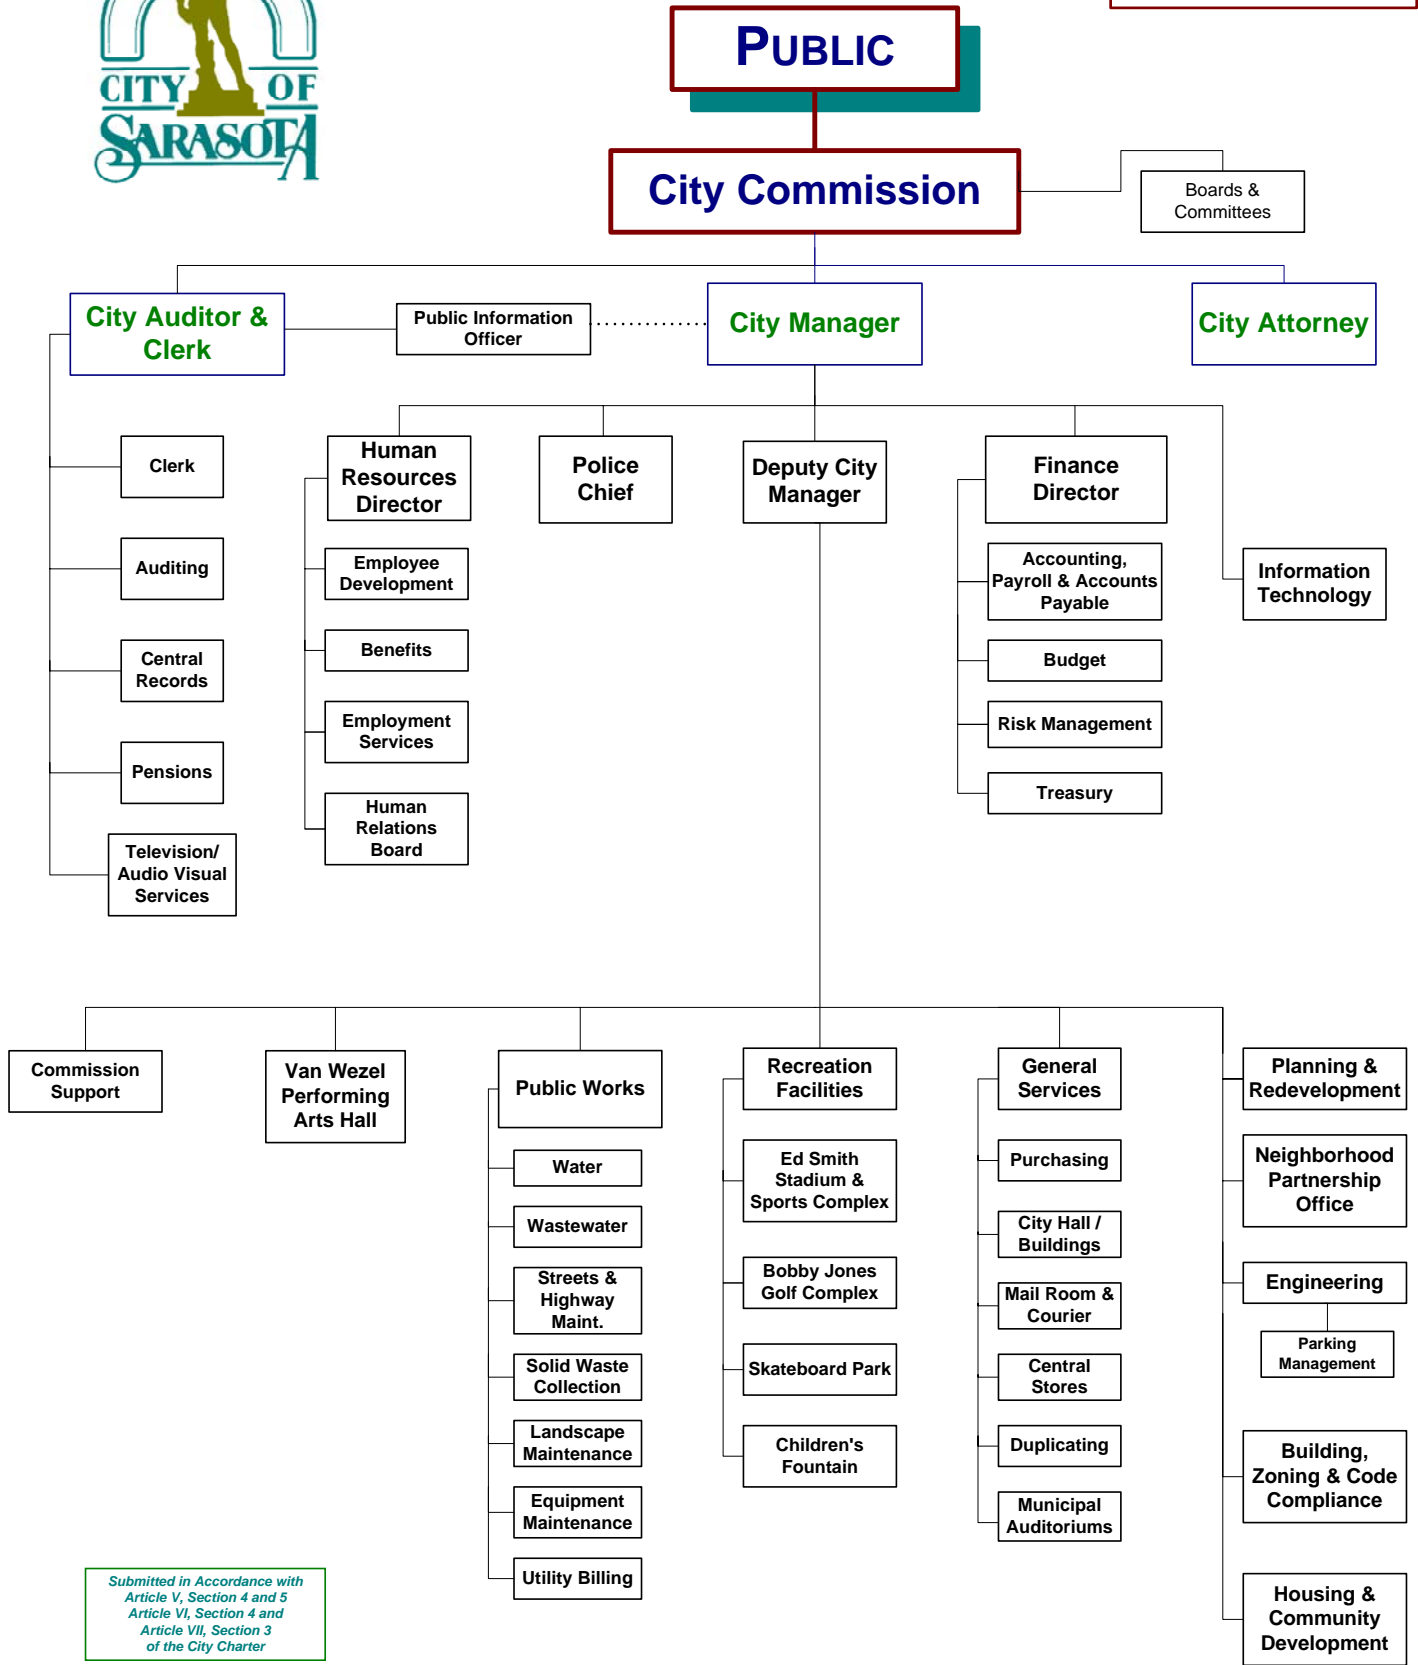 CITY OF
SARASOTA
PUBLIC
City Commission
Boards &
Committees
City Auditor &
Clerk
Public Information
Officer
City Manager
City Attorney
Clerk
Auditing
Central
Records
Pensions
Television/
Audio Visual
Services
Human
Resources
Director
Employee
Development
Benefits
Employment
Services
Human
Relations
Board
Police
Chief
Deputy City
Manager
Finance
Director
Accounting,
Payroll & Accounts
Payable
Budget
Risk Management
Treasury
Information
Technology
Commission
Support
Van Wezel
Performing
Arts Hall
Public Works
Water
Wastewater
Streets &
Highway
Maint.
Solid Waste
Collection
Landscape
Maintenance
Equipment
Maintenance
Utility Billing
Recreation
Facilities
Ed Smith
Stadium &
Sports Complex
Bobby Jones
Golf Complex
Skateboard Park
Children's
Fountain
General
Services
Purchasing
City Hall /
Buildings
Mail Room &
Courier
Central
Stores
Duplicating
Municipal
Auditoriums
Planning &
Redevelopment
Neighborhood
Partnership
Office
Engineering
Parking
Management
Building,
Zoning & Code
Compliance
Housing &
Community
Development
Submitted in Accordance with
Article V, Section 4 and 5
Article VI, Section 4 and
Article VII, Section 3
of the City Charter